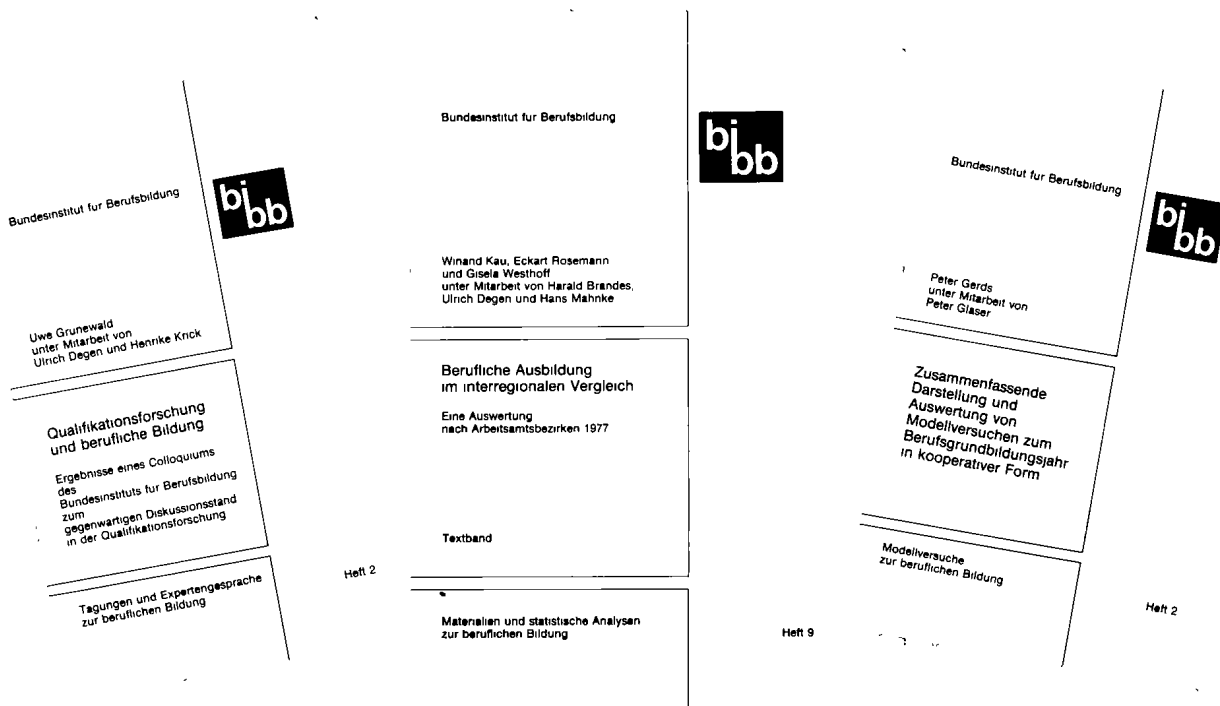 Bundesinstitut fur Berufsbildung
bi
bb
Uwe Grunewald
unter Mitarbeit von
Ulrich Degen und Henrike Krick
Qualifikationsforschung
und berufliche Bildung
Ergebnisse eines Colloquiums
des
Bundesinstituts fur Berufsbildung
zum
gegenwartigen Diskussionsstand
in der Qualifikationsforschung
Tagungen und Expertengesprache
zur beruflichen Bildung
Heft 2
Bundesinstitut fur Berufsbildung
bi
bb
Winand Kau, Eckart Rosemann
und Gisela Westhoff
unter Mitarbeit von Harald Brandes,
Ulrich Degen und Hans Mahnke
Berufliche Ausbildung
im interregionalen Vergleich
Eine Auswertung
nach Arbeitsamtsbezirken 1977
Textband
Materialien und statistische Analysen
zur beruflichen Bildung
Heft 9
Bundesinstitut fur Berufsbildung
bi
bb
Peter Gerds
unter Mitarbeit von
Peter Glaser
Zusammenfassende
Darstellung und
Auswertung von
Modellversuchen zum
Berufsgrundbildungsjahr
in kooperativer Form
Modellversuche
zur beruflichen Bildung
Heft 2